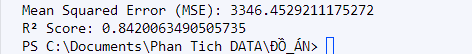 Mean Squared Error (MSE): 3346.4529211175272
R² Score: 0.8420063490505735
PS C:\Documents\Phan Tich DATA\ĐỒ_ÁN>